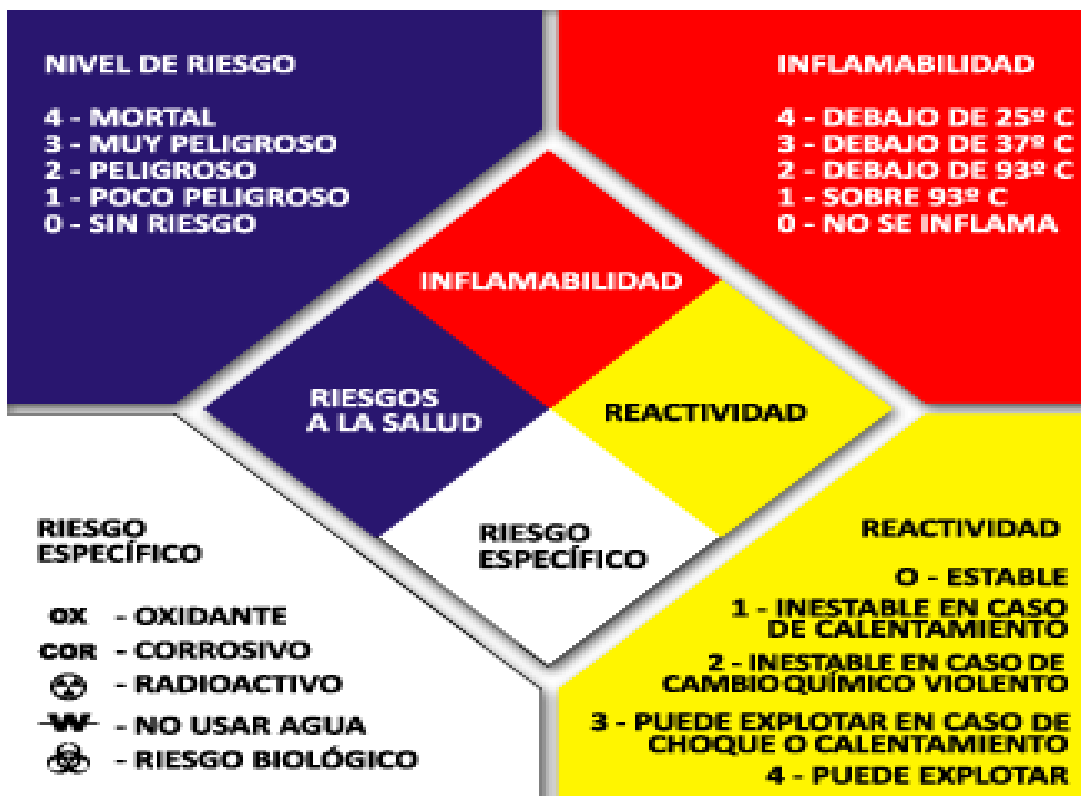 NIVEL DE RIESGO
4 - MORTAL
3 - MUY PELIGROSO
2 - PELIGROSO
1 - POCO PELIGROSO
0 - SIN RIESGO
INFLAMABILIDAD
4 - DEBAJO DE 25º C
3 - DEBAJO DE 37º C
2 - DEBAJO DE 93º C
1 - SOBRE 93º C
0 - NO SE INFLAMA
INFLAMABILIDAD
RIESGOS
A LA SALUD
REACTIVIDAD
RIESGO
ESPECÍFICO
RIESGO
ESPECÍFICO
OX - OXIDANTE
COR - CORROSIVO
- RADIOACTIVO
W - NO USAR AGUA
- RIESGO BIOLÓGICO
REACTIVIDAD
O - ESTABLE
1 - INESTABLE EN CASO
DE CALENTAMIENTO
2 - INESTABLE EN CASO DE
CAMBIO QUÍMICO VIOLENTO
3 - PUEDE EXPLOTAR EN CASO DE
CHOQUE O CALENTAMIENTO
4 - PUEDE EXPLOTAR